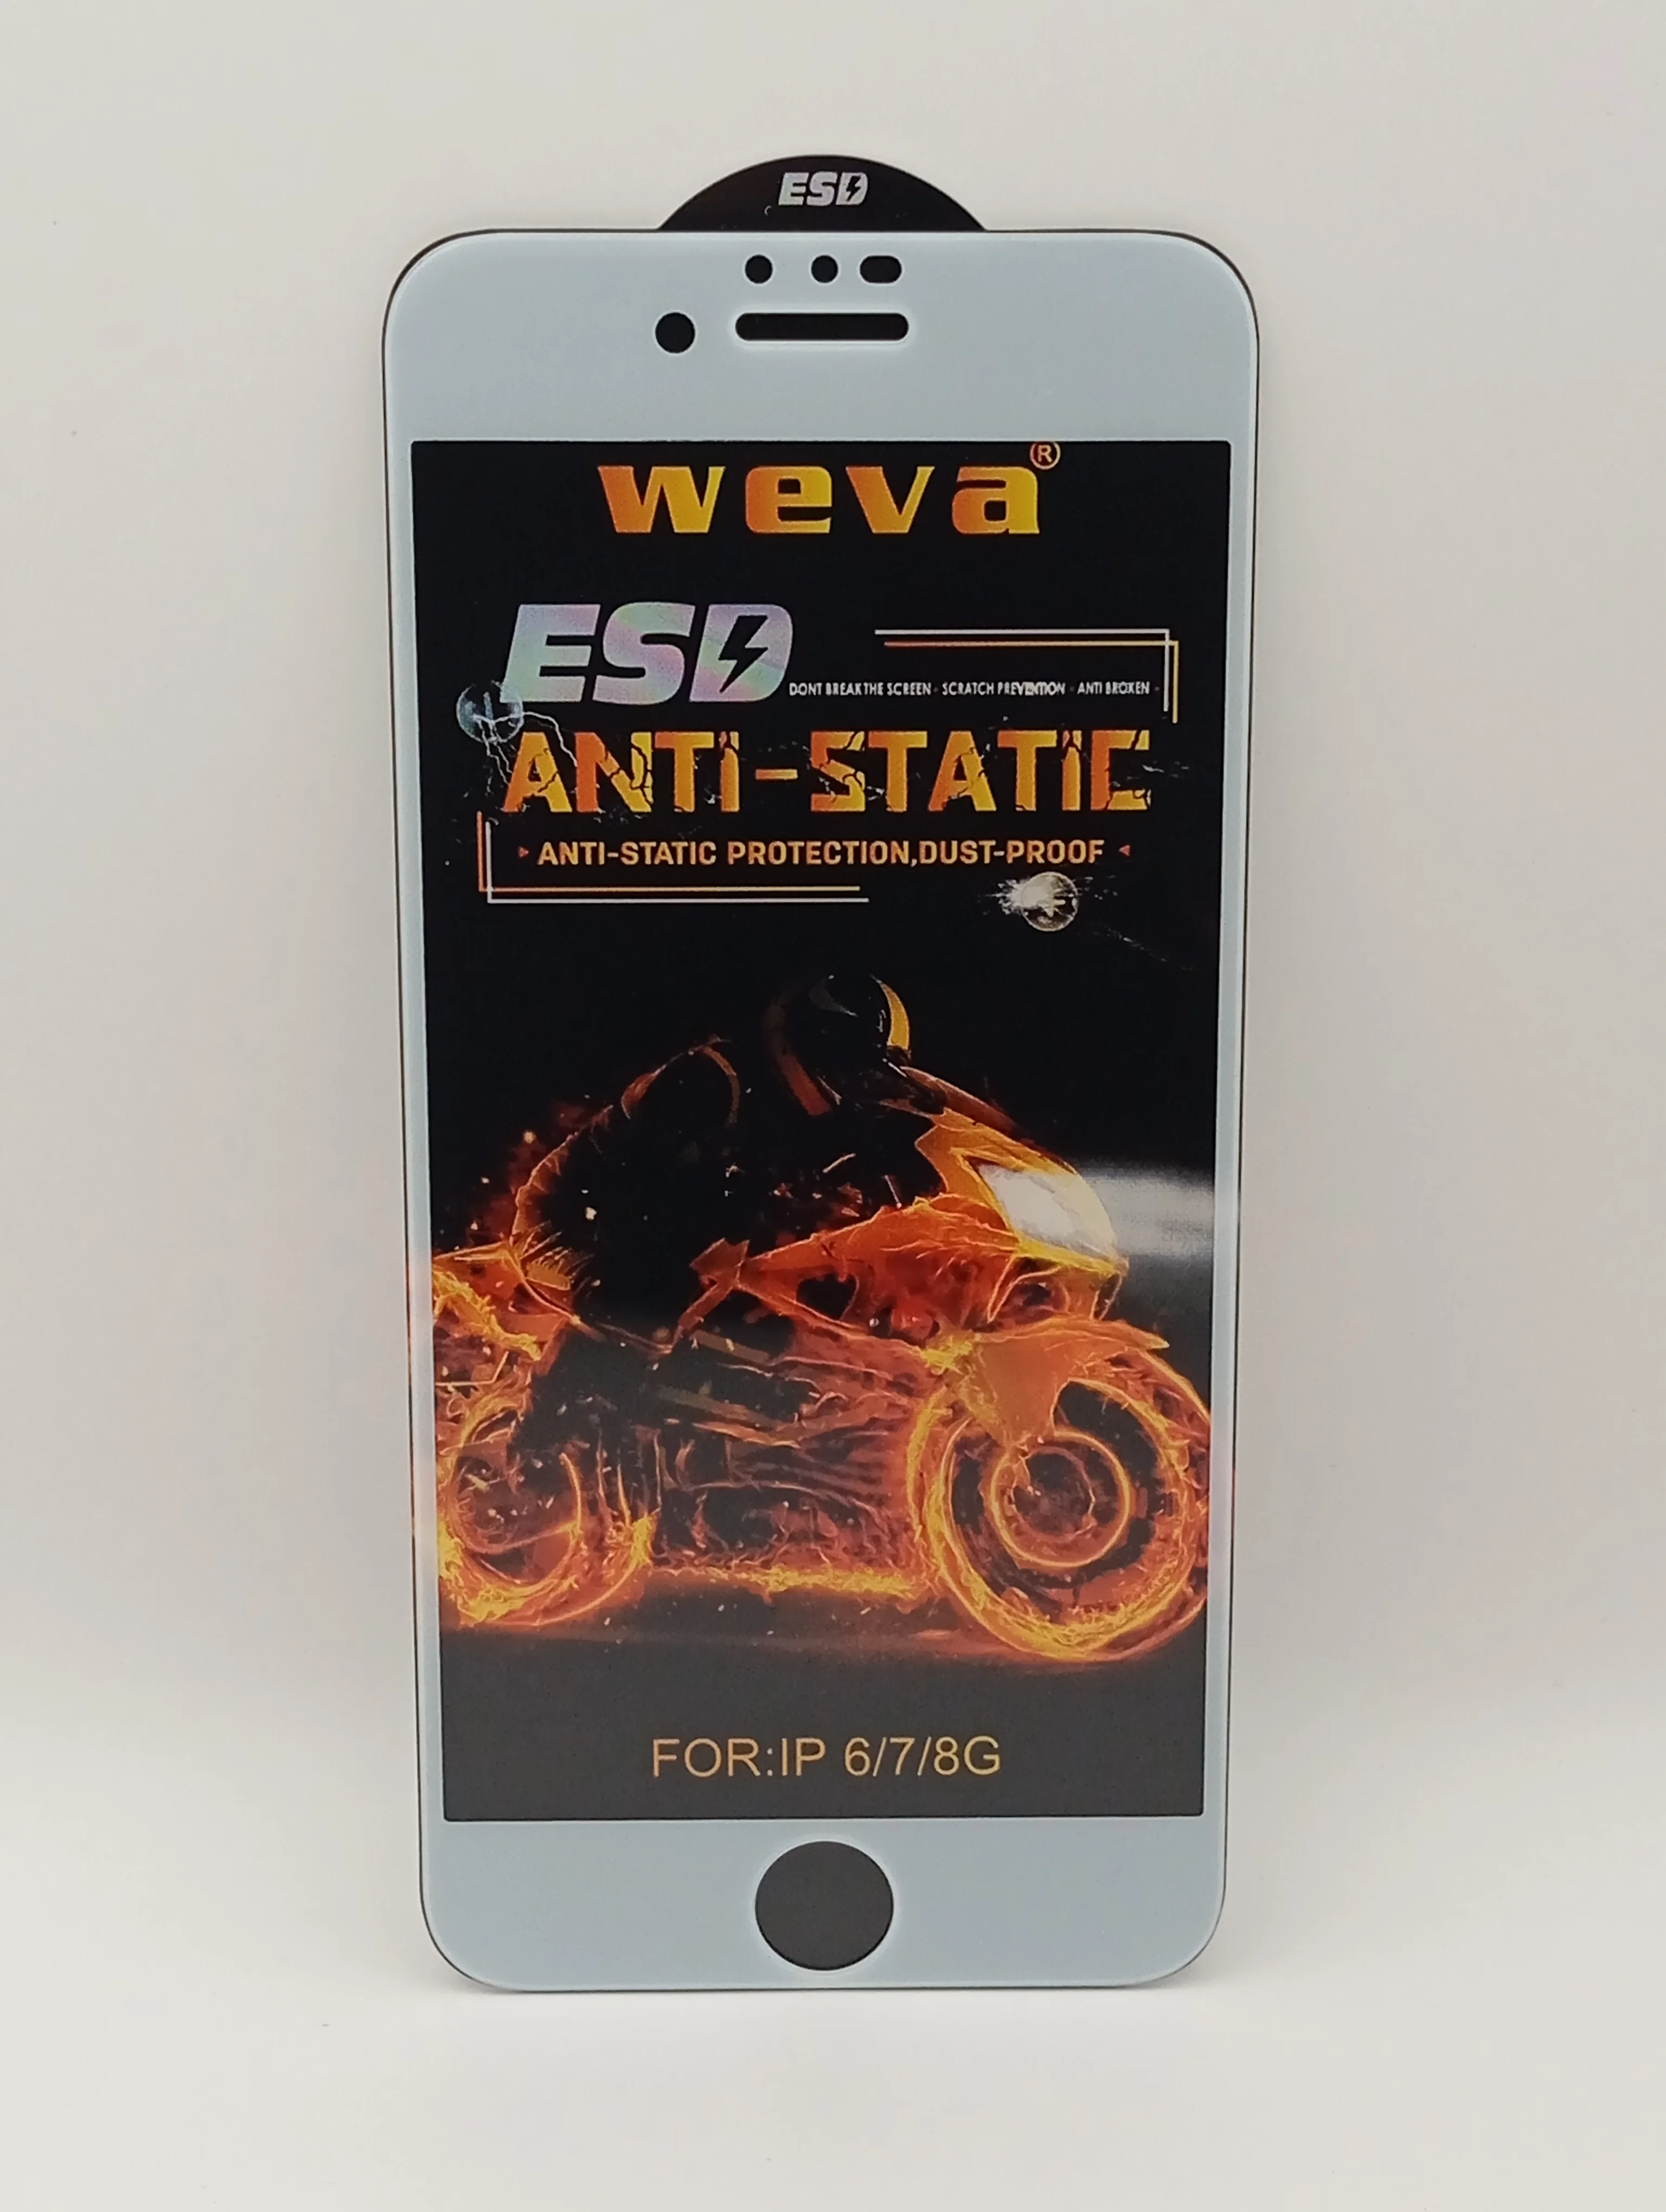 ESD
weva®
ESD
DONT BREAK THE SCREEN - SCRATCH PREVENTION - ANTI BROKEN -
ANTI-STATIC
ANTI-STATIC PROTECTION,DUST-PROOF
FOR:IP 6/7/8G